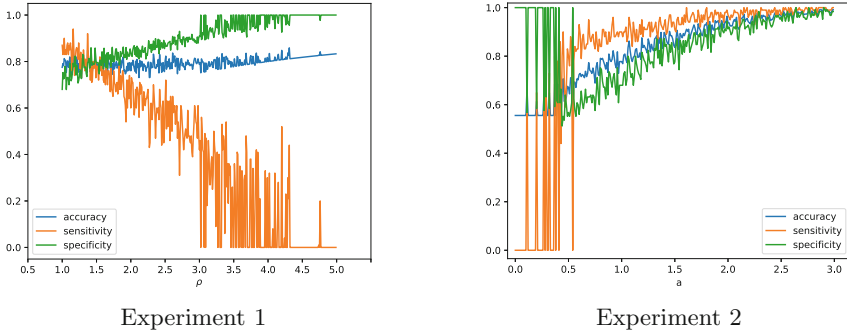 1.0
0.8
0.6
0.4
0.2
0.0
accuracy
sensitivity
specificity
0.5 1.0 1.5 2.0 2.5 3.0 3.5 4.0 4.5 5.0
ρ
Experiment 1
1.0
0.8
0.6
0.4
0.2
0.0
accuracy
sensitivity
specificity
0.0 0.5 1.0 1.5 2.0 2.5 3.0
a
Experiment 2